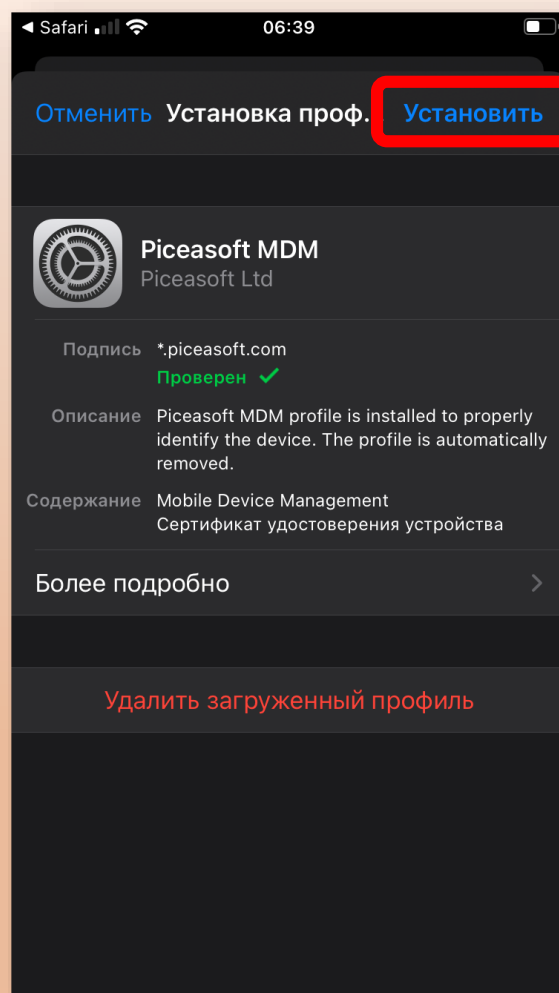 Safari 06:39
Отменить Установка проф. Установить
Piceasoft MDM
Piceasoft Ltd
Подпись *.piceasoft.com
Проверен
Описание Piceasoft MDM profile is installed to properly
identify the device. The profile is automatically
removed.
Содержание Mobile Device Management
Сертификат удостоверения устройства
Более подробно
Удалить загруженный профиль